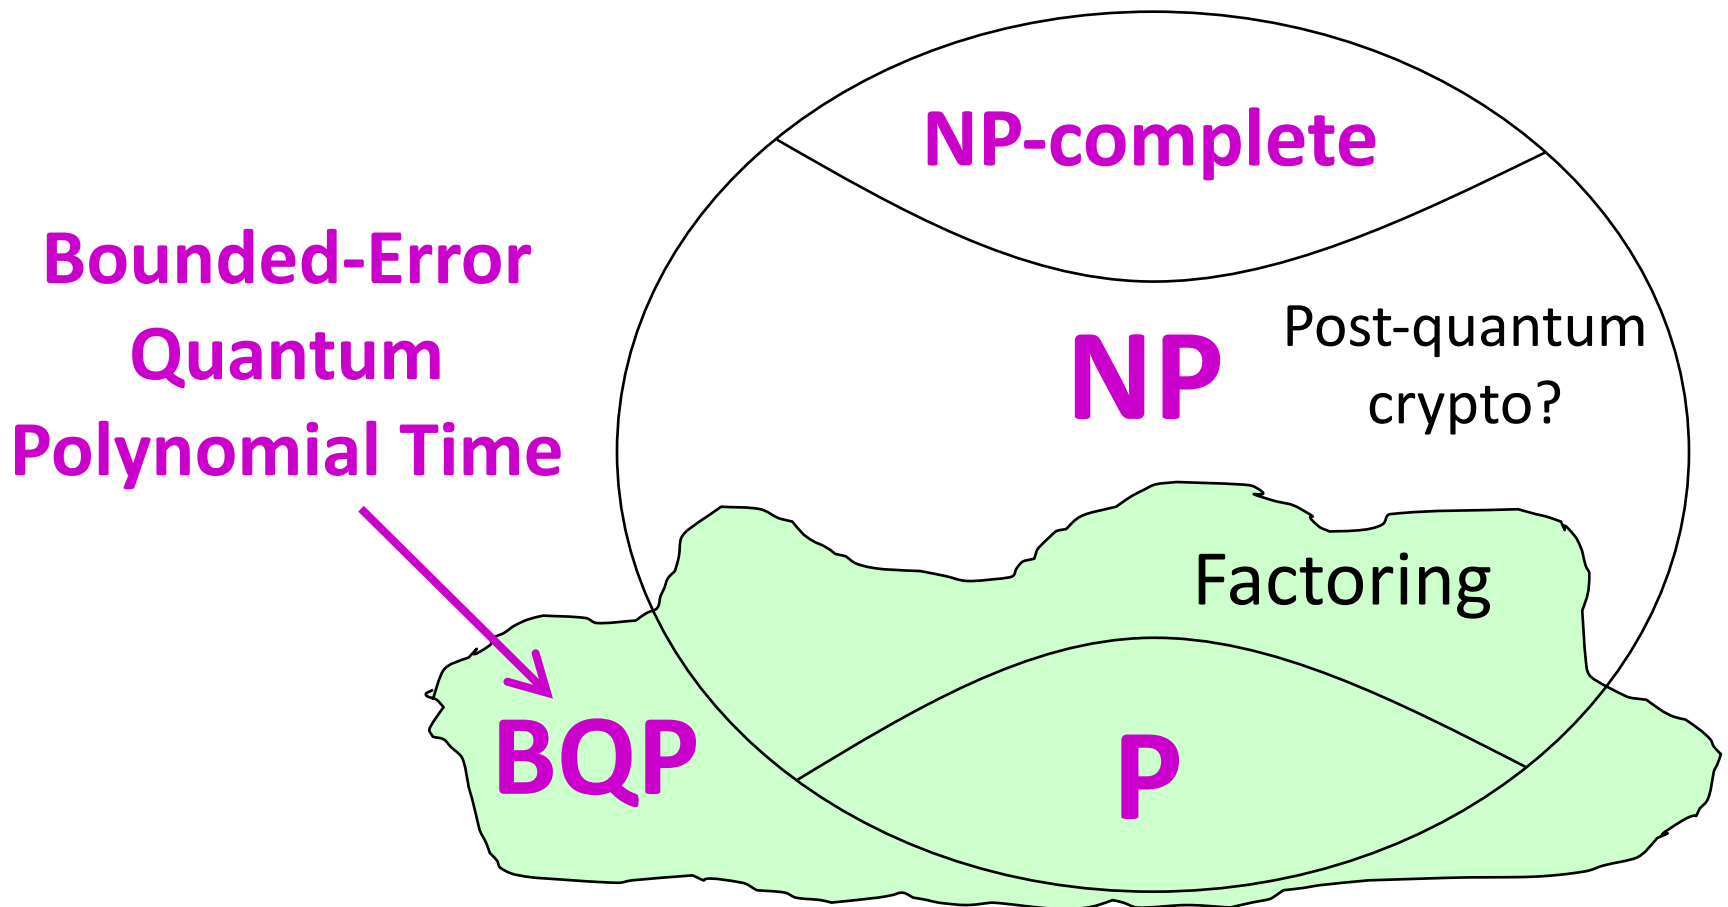 NP-complete
Bounded-Error
Quantum
Polynomial Time
NP
Post-quantum
crypto?
Factoring
BQP
P